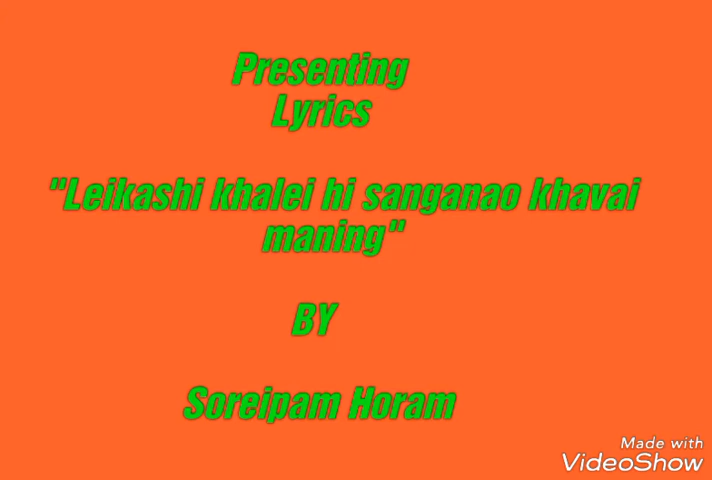 Presenting
Lyrics
"Leikashi khalei hi sanganao khavai
maning"
BY
Soreipam Horam
Made with
VideoShow